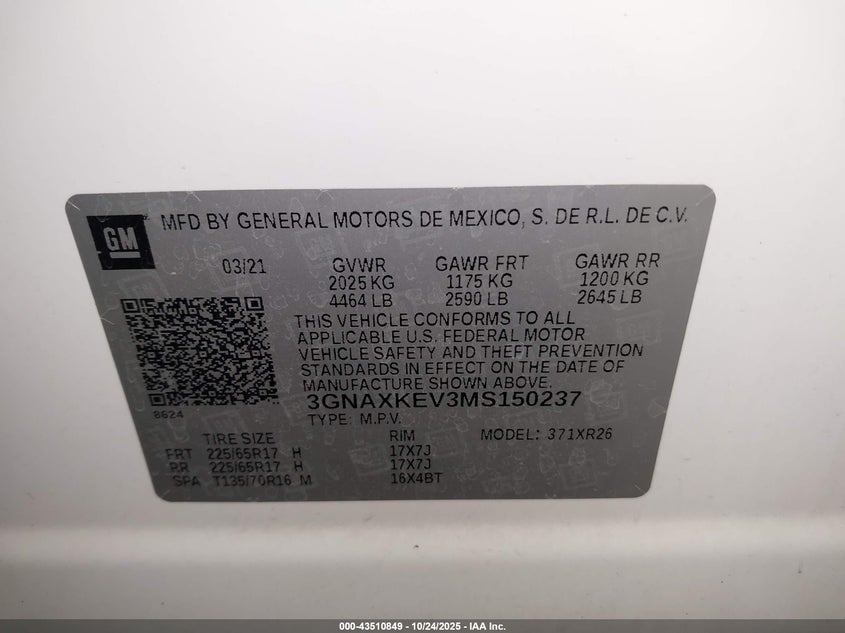 GM
MFD BY GENERAL MOTORS DE MEXICO, S. DE R.L. DE C.V.
03/21 GVWR GAWR FRT GAWR RR
2025 KG 1175 KG 1200 KG
4464 LB 2590 LB 2645 LB
THIS VEHICLE CONFORMS TO ALL
APPLICABLE U.S. FEDERAL MOTOR
VEHICLE SAFETY AND THEFT PREVENTION
STANDARDS IN EFFECT ON THE DATE OF
MANUFACTURE SHOWN ABOVE.
3GNAXKEV3MS150237
8624 TYPE: M.P.V. MODEL: 371XR26
TIRE SIZE RIM
FRT 225/65R17 H 17X7J
RR 225/65R17 H 17X7J
SPA T135/70R16 M 16X4BT
000-43510849 - 10/24/2025 - IAA Inc.